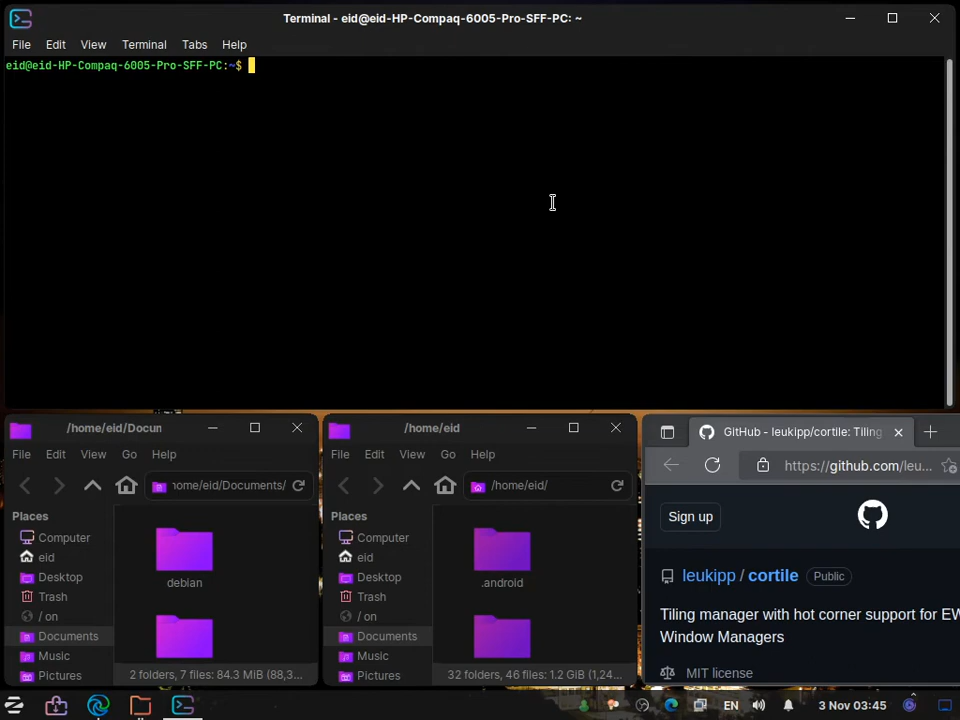 Terminal - eid@eid-HP-Compaq-6005-Pro-SFF-PC: ~
File Edit View Terminal Tabs Help
eid@eid-HP-Compaq-6005-Pro-SFF-PC:~$
/home/eid/Docum
File Edit View Go Help
home/eid/Documents/
Places
Computer
eid
Desktop
Trash
/ on
Documents
Music
Pictures
debian
2 folders, 7 files: 84.3 MiB (88,3...
/home/eid
File Edit View Go Help
/home/eid/
Places
Computer
eid
Desktop
Trash
/ on
Documents
Music
Pictures
.android
32 folders, 46 files: 1.2 GiB (1,24...
GitHub - leukipp/cortile: Tiling
https://github.com/leu...
Sign up
leukipp / cortile Public
Tiling manager with hot corner support for EW
Window Managers
MIT license
EN 3 Nov 03:45